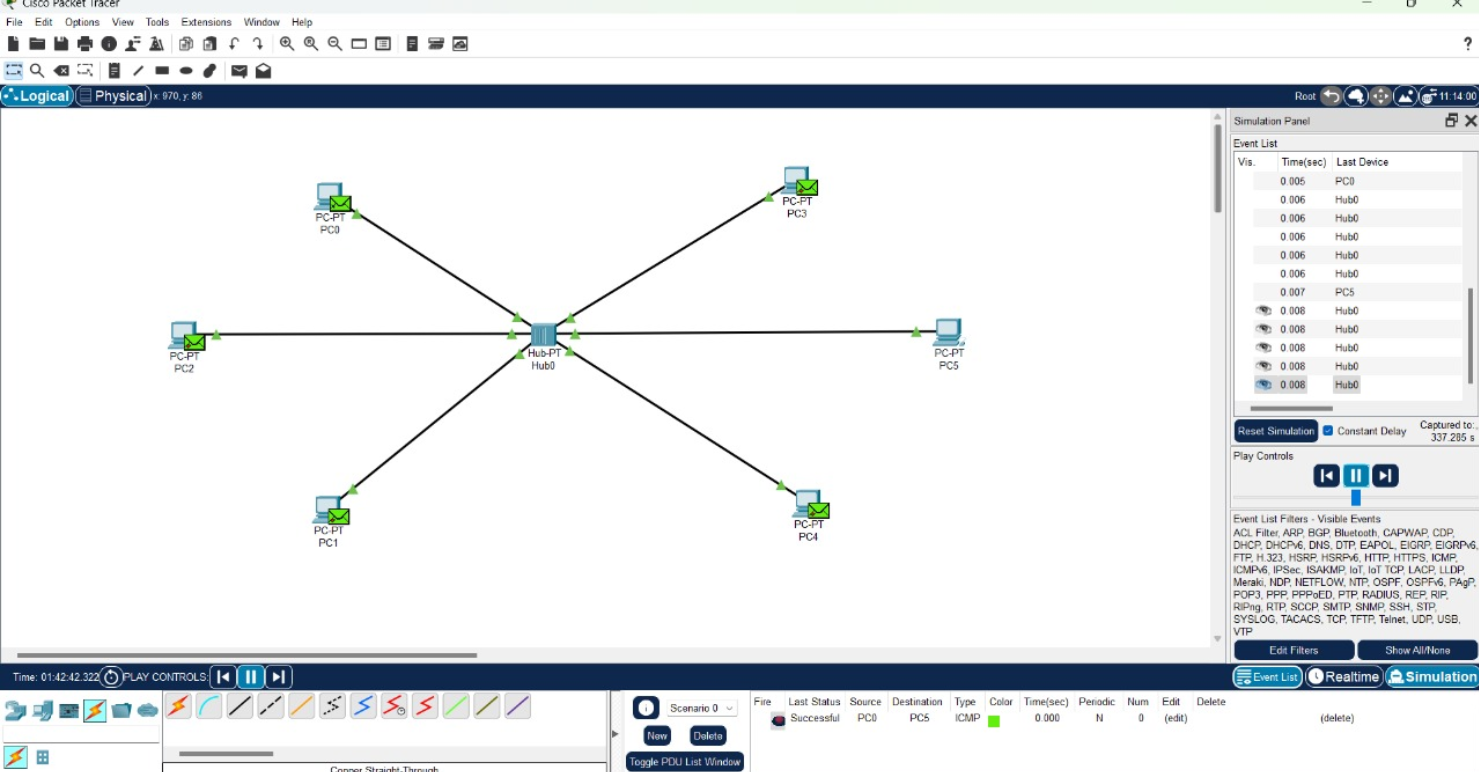 Cisco Packet Tracer
File Edit Options View Tools Extensions Window Help
?
Logical Physical x: 970, y: 86
Root 11:14:00
PC-PT
PC0
PC-PT
PC3
PC-PT
PC2
Hub-PT
Hub0
PC-PT
PC5
PC-PT
PC1
PC-PT
PC4
Simulation Panel
Event List
Vis. Time(sec) Last Device
0.005 PC0
0.006 Hub0
0.006 Hub0
0.006 Hub0
0.006 Hub0
0.006 Hub0
0.007 PC5
0.008 Hub0
0.008 Hub0
0.008 Hub0
0.008 Hub0
0.008 Hub0
Reset Simulation Constant Delay Captured to:
337.285 s
Play Controls
Event List Filters - Visible Events
ACL Filter, ARP, BGP, Bluetooth, CAPWAP, CDP,
DHCP, DHCPv6, DNS, DTP, EAPOL, EIGRP, EIGRPv6,
FTP, H.323, HSRP, HSRPv6, HTTP, HTTPS, ICMP,
ICMPv6, IPSec, ISAKMP, IoT, IoT TCP, LACP, LLDP,
Meraki, NDP, NETFLOW, NTP, OSPF, OSPFv6, PAgP,
POP3, PPP, PPPoED, PTP, RADIUS, REP, RIP,
RIPng, RTP, SCCP, SMTP, SNMP, SSH, STP,
SYSLOG, TACACS, TCP, TFTP, Telnet, UDP, USB,
VTP
Edit Filters Show All/None
Time: 01:42:42.322 PLAY CONTROLS:
Event List Realtime Simulation
Scenario 0
New Delete
Toggle PDU List Window
Fire Last Status Source Destination Type Color Time(sec) Periodic Num Edit Delete
Successful PC0 PC5 ICMP 0.000 N 0 (edit) (delete)
Copper Straight-Through